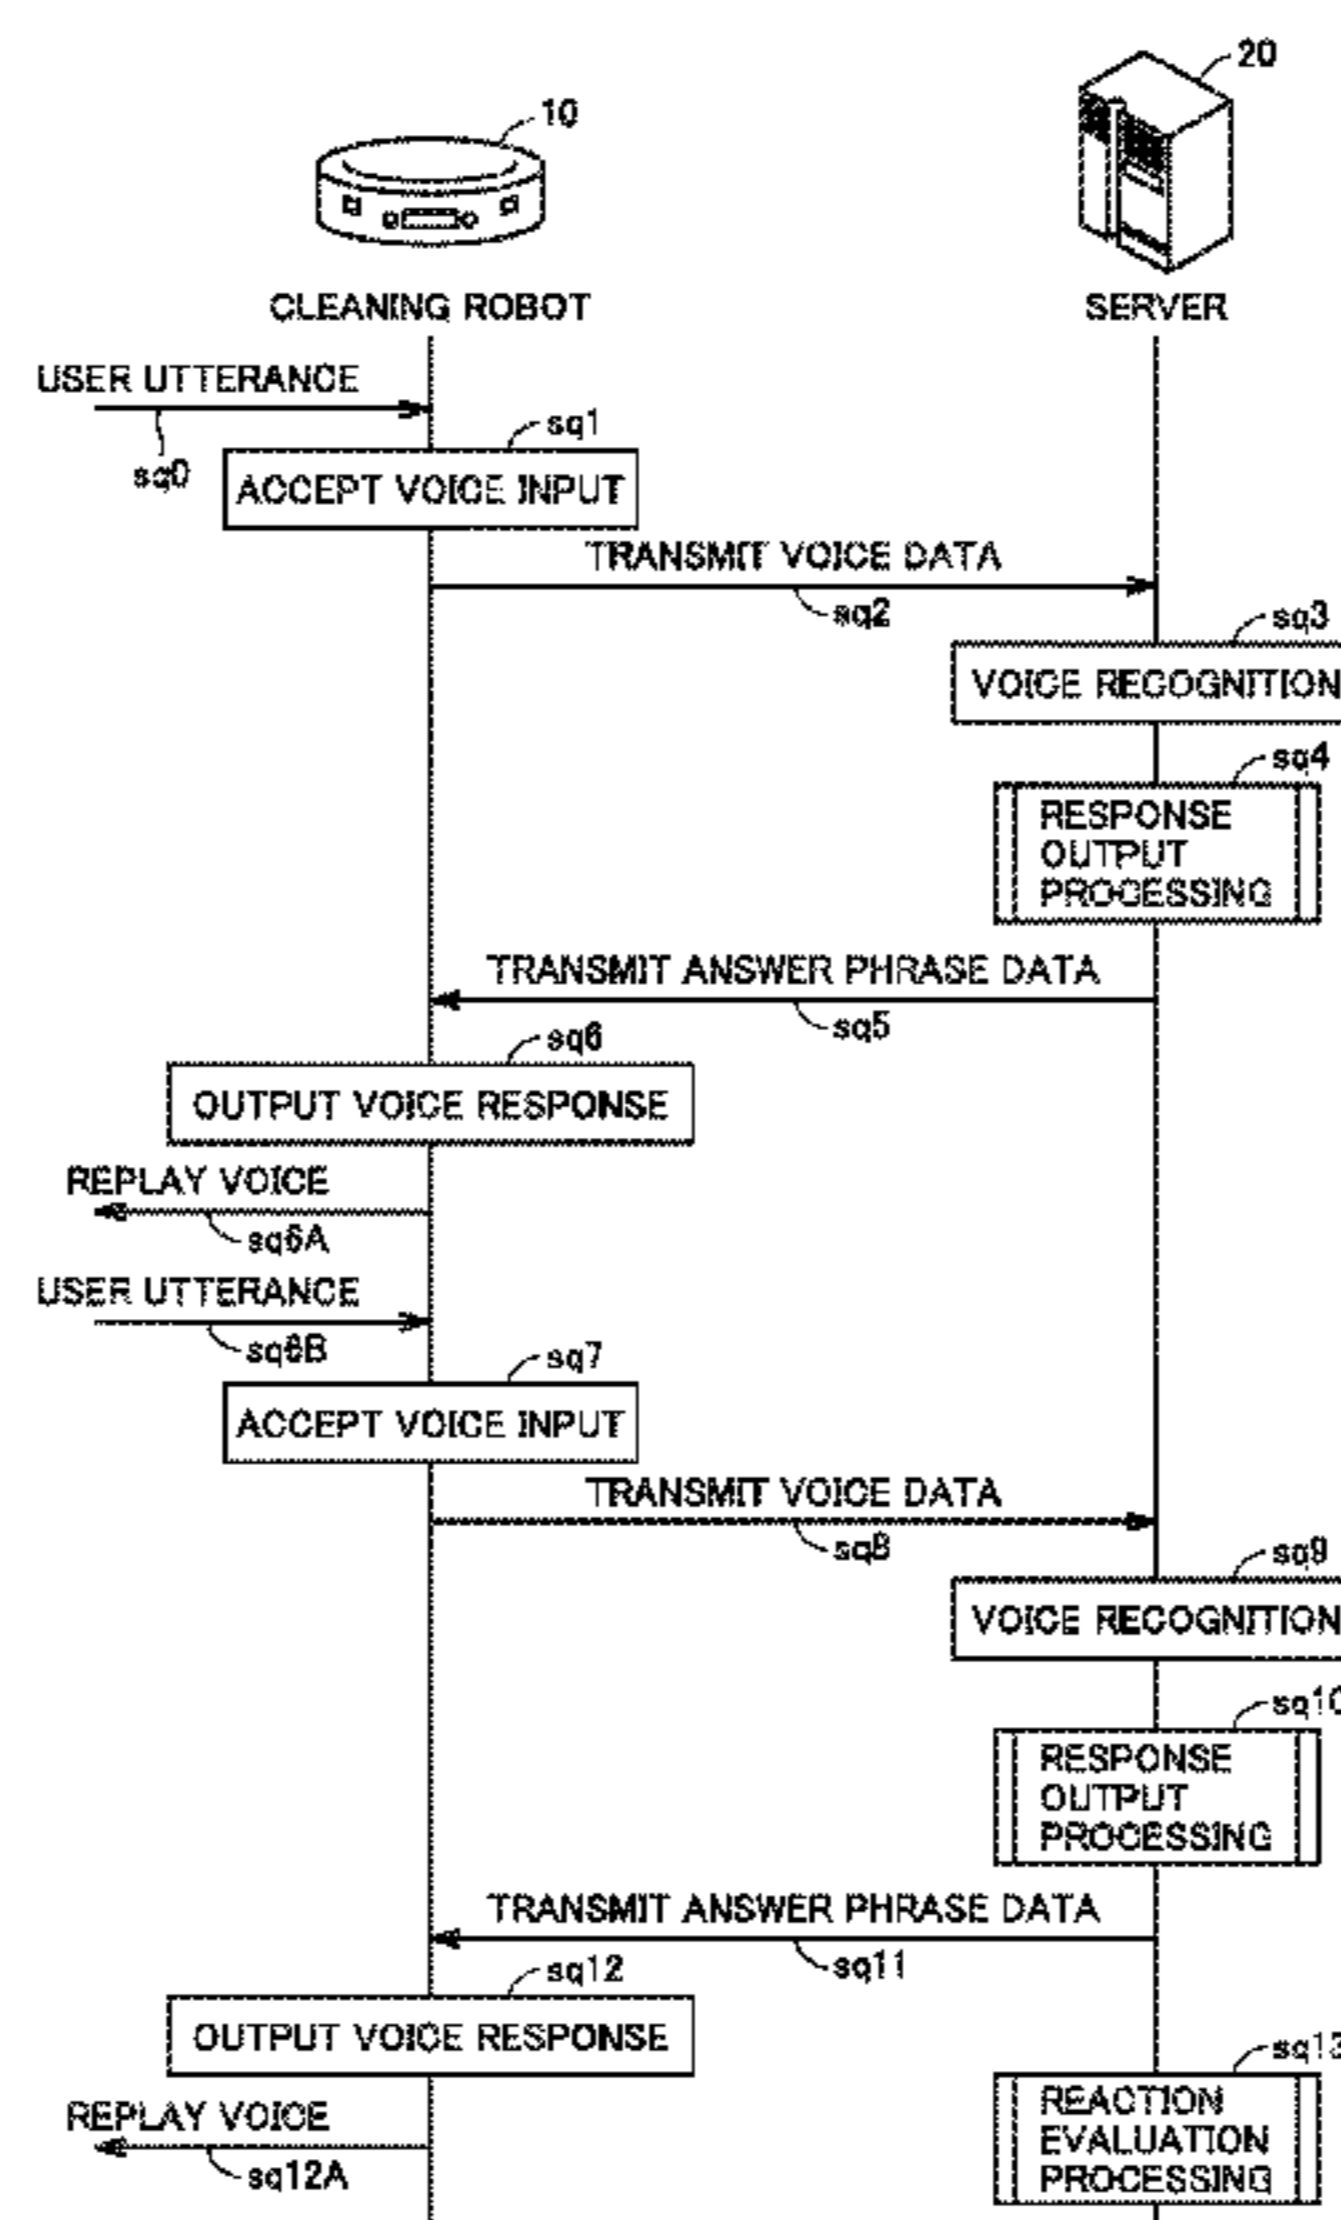 20
10
CLEANING ROBOT
SERVER
USER UTTERANCE
sq0
sq1
ACCEPT VOICE INPUT
TRANSMIT VOICE DATA
sq2
sq3
VOICE RECOGNITION
sq4
RESPONSE
OUTPUT
PROCESSING
TRANSMIT ANSWER PHRASE DATA
sq5
sq6
OUTPUT VOICE RESPONSE
REPLAY VOICE
sq6A
USER UTTERANCE
sq6B
sq7
ACCEPT VOICE INPUT
TRANSMIT VOICE DATA
sq8
sq9
VOICE RECOGNITION
sq10
RESPONSE
OUTPUT
PROCESSING
TRANSMIT ANSWER PHRASE DATA
sq11
sq12
OUTPUT VOICE RESPONSE
sq13
REACTION
EVALUATION
PROCESSING
REPLAY VOICE
sq12A